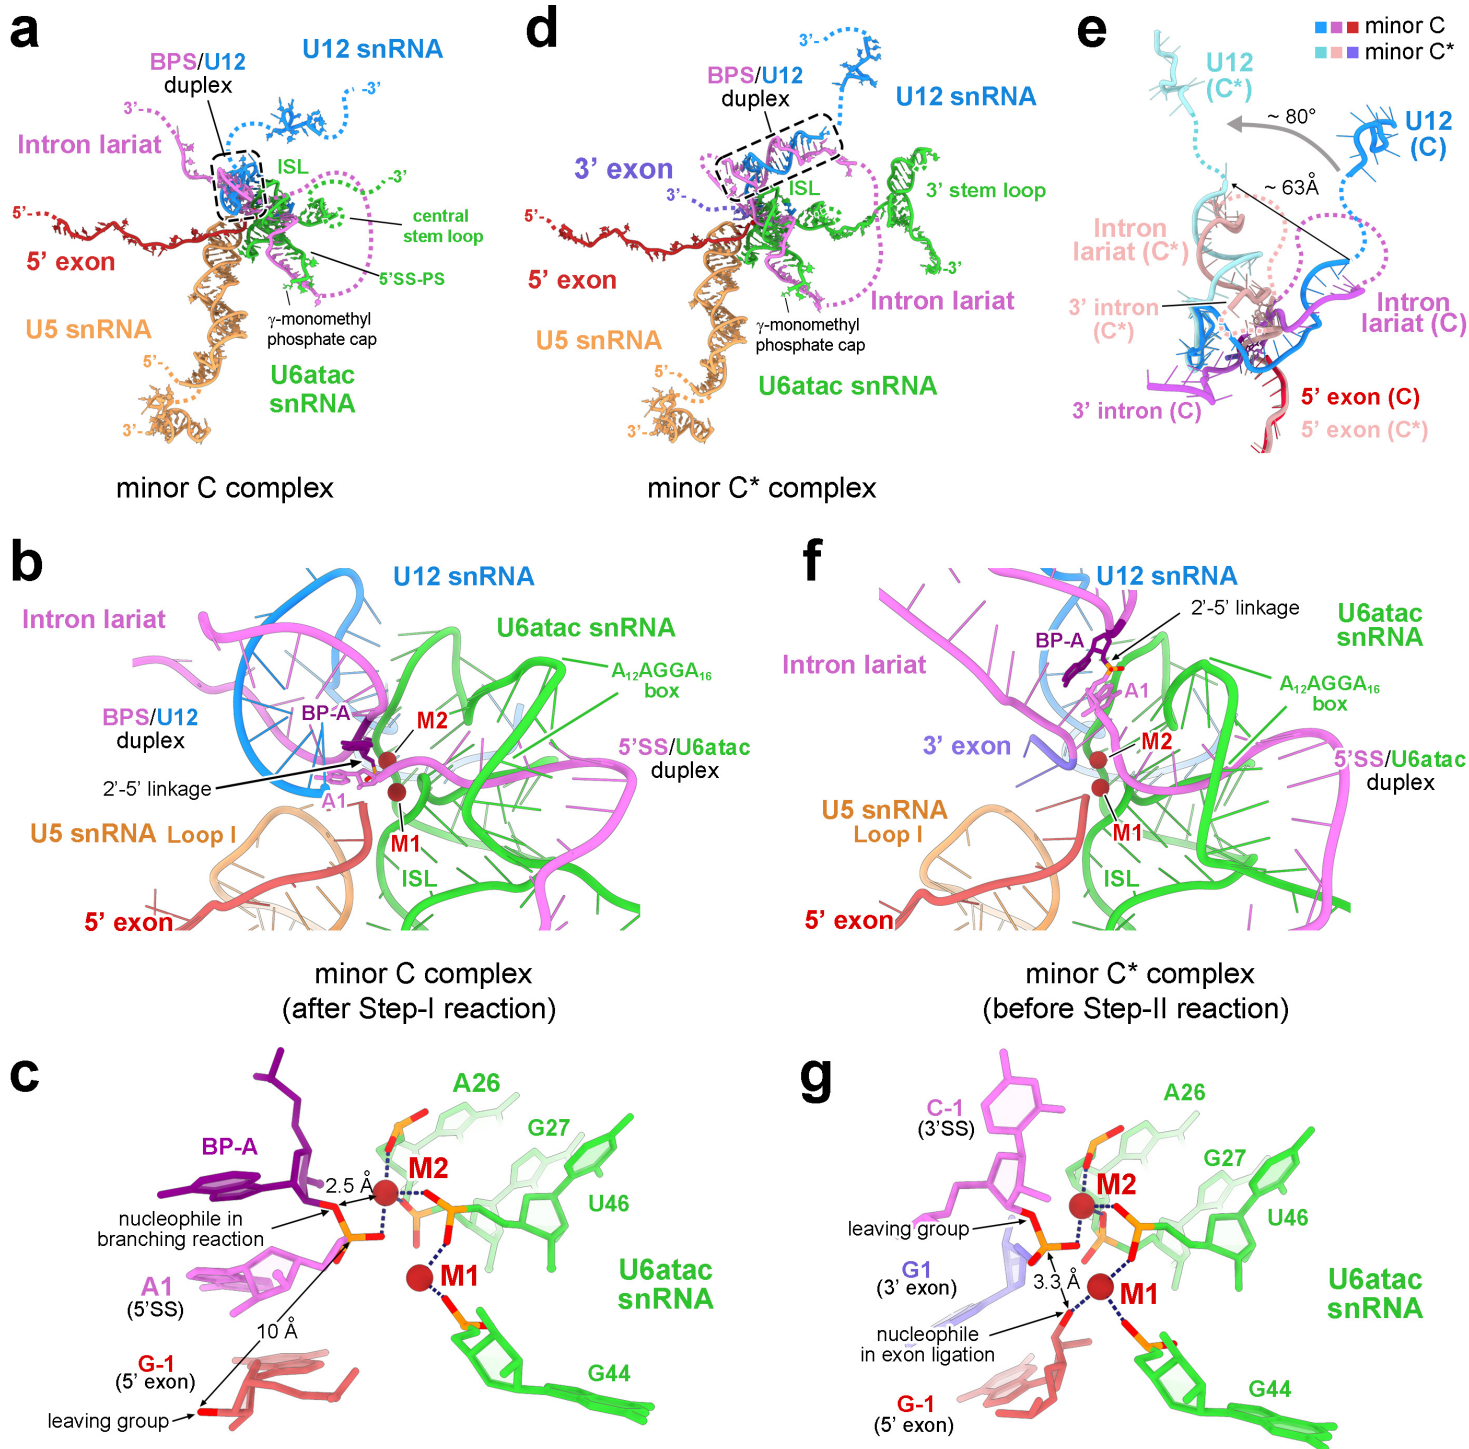 a
U12 snRNA
BPS/U12
duplex
3’-
-3’
Intron lariat
ISL
-3’
5’-
central
stem loop
5’ exon
5’SS-PS
U5 snRNA
γ-monomethyl
phosphate cap
5’-
U6atac
snRNA
3’-
minor C complex
d
3’-
BPS/U12
duplex
U12 snRNA
3’ exon
3’-
ISL
3’ stem loop
5’-
5’ exon
-3’
Intron lariat
U5 snRNA
γ-monomethyl
phosphate cap
5’-
U6atac snRNA
3’-
minor C* complex
e
minor C
minor C*
U12
(C*)
~ 80°
U12
(C)
~ 63Å
Intron
lariat (C*)
3’ intron
(C*)
Intron
lariat (C)
3’ intron (C)
5’ exon (C)
5’ exon (C*)
b
U12 snRNA
Intron lariat
U6atac snRNA
A12AGGA16
box
BPS/U12
duplex
BP-A
M2
5’SS/U6atac
duplex
2’-5’ linkage
A1
U5 snRNA Loop I
M1
ISL
5’ exon
minor C complex
(after Step-I reaction)
f
U12 snRNA
2’-5’ linkage
U6atac
snRNA
BP-A
Intron lariat
A1
A12AGGA16
box
3’ exon
M2
5’SS/U6atac
duplex
U5 snRNA
Loop I
M1
ISL
5’ exon
minor C* complex
(before Step-II reaction)
c
A26
BP-A
G27
M2
2.5 Å
U46
nucleophile in
branching reaction
M1
A1
(5’SS)
U6atac
snRNA
10 Å
G-1
(5’ exon)
G44
leaving group
g
C-1
(3’SS)
A26
G27
M2
U46
leaving group
G1
(3’ exon)
3.3 Å
M1
U6atac
snRNA
nucleophile
in exon ligation
G-1
(5’ exon)
G44